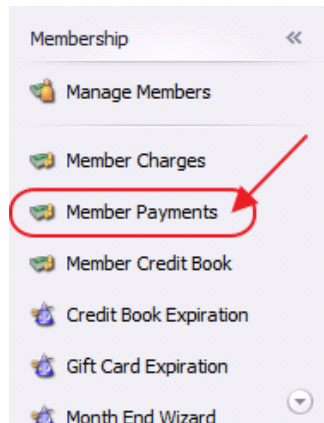 Membership
Manage Members
Member Charges
Member Payments
Member Credit Book
Credit Book Expiration
Gift Card Expiration
Month End Wizard